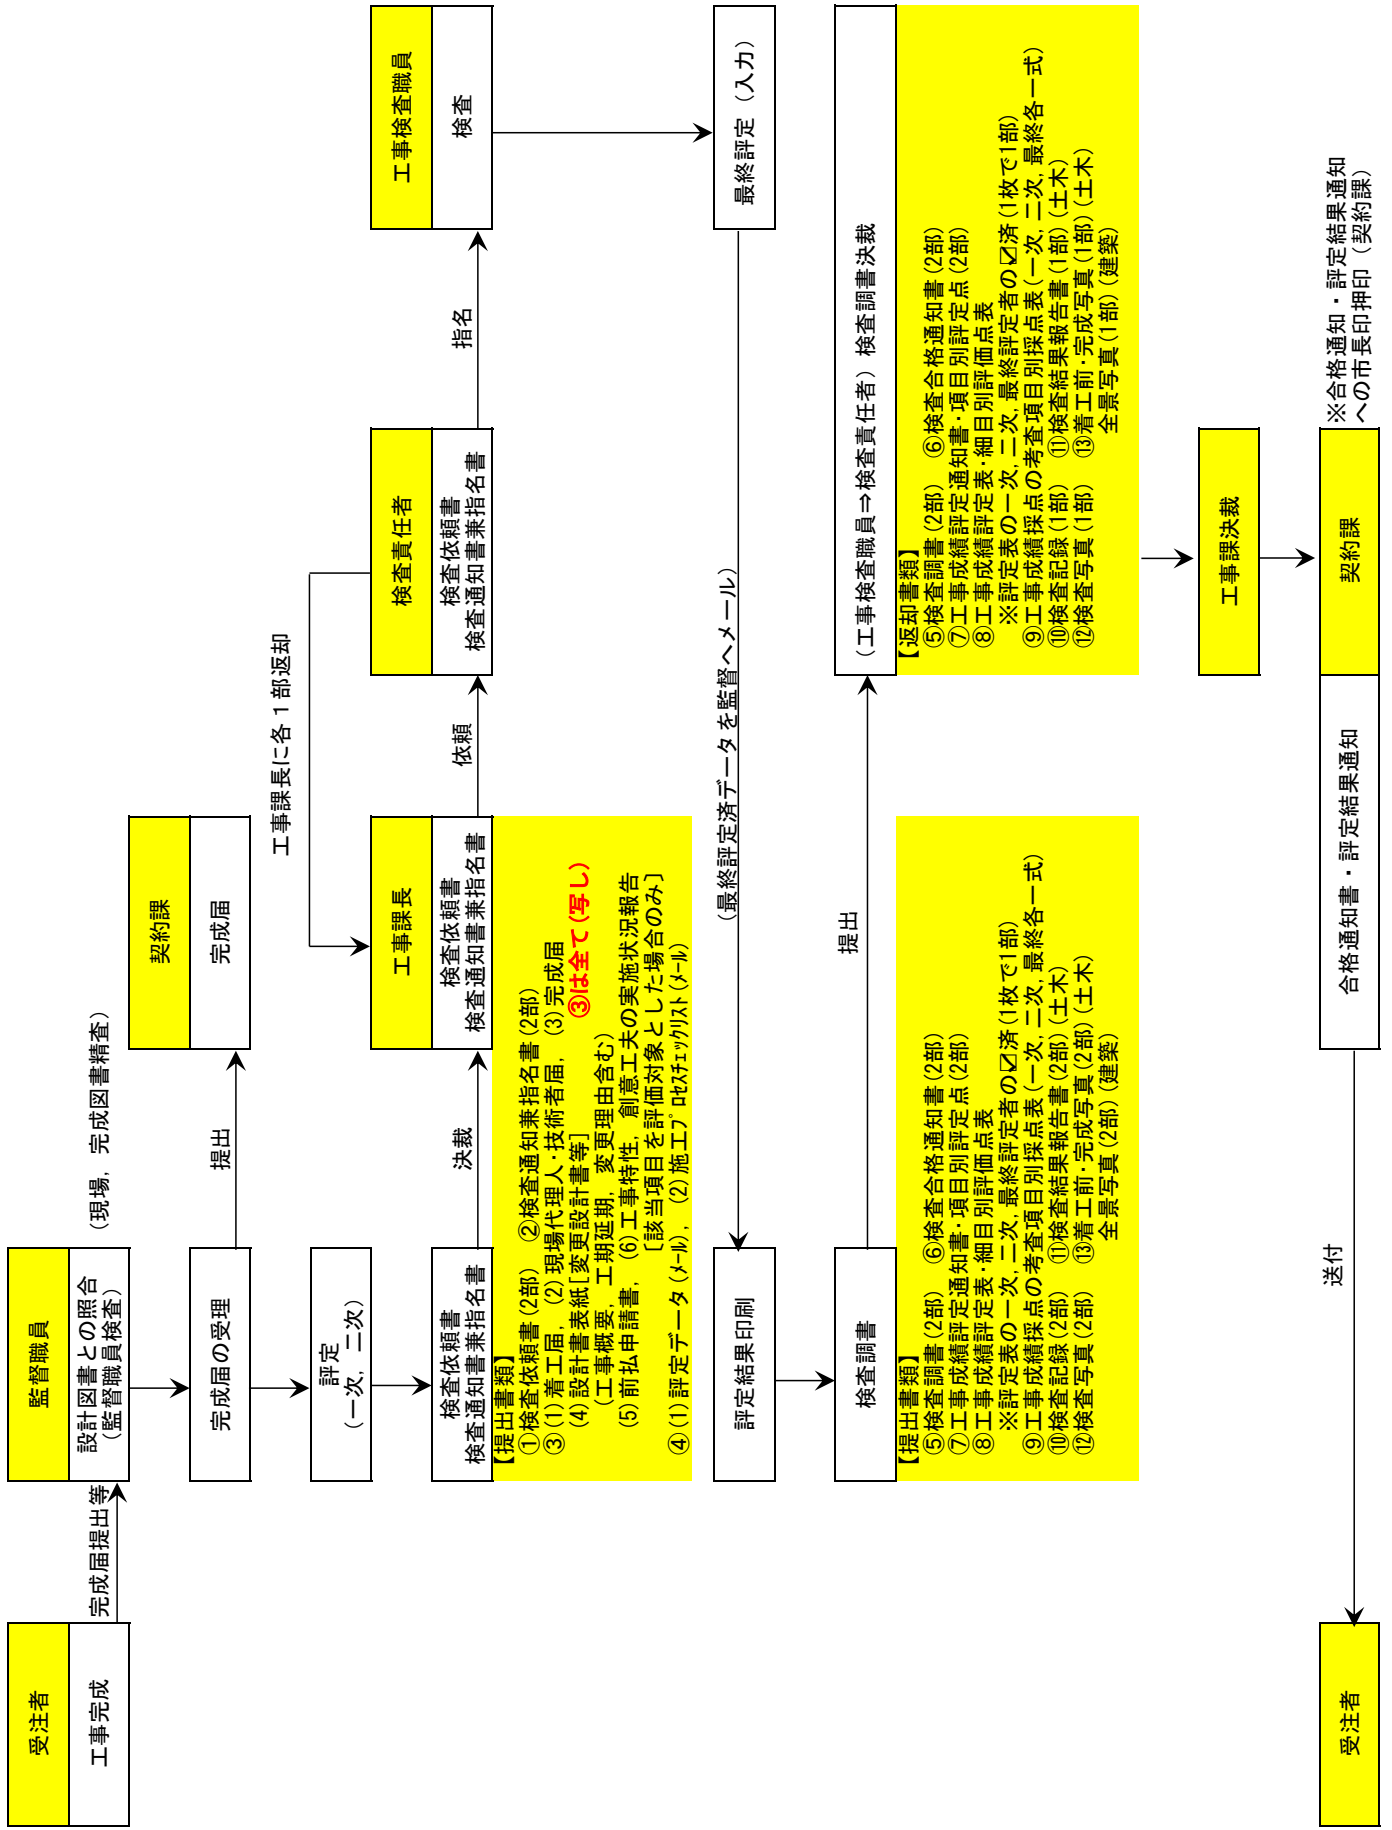 受注者
工事完成
完成届提出等
監督職員
設計図書との照合
(監督職員検査)
(現場，完成図書精査)
完成届の受理
提出
契約課
完成届
評定
(一次，二次)
検査依頼書
検査通知書兼指名書
決裁
工事課長
検査依頼書
検査通知書兼指名書
工事課長に各１部返却
依頼
検査責任者
検査依頼書
検査通知書兼指名書
指名
工事検査職員
検査
【提出書類】
①検査依頼書(2部)　②検査通知兼指名書(2部)
③(1)着工届，(2)現場代理人・技術者届，(3)完成届
(4)設計書表紙[変更設計書等]　③は全て(写し)
(工事概要，工期延期，変更理由含む)
(5)前払申請書，(6)工事特性，創意工夫の実施状況報告
[該当項目を評価対象とした場合のみ]
④(1)評定データ(ﾒｰﾙ)，(2)施工ﾌﾟﾛｾｽﾁｪｯｸﾘｽﾄ(ﾒｰﾙ)
最終評定（入力）
(最終評定済データを監督へメール)
評定結果印刷
検査調書
提出
(工事検査職員⇒検査責任者）検査調書決裁
【提出書類】
⑤検査調書(2部)　⑥検査合格通知書(2部)
⑦工事成績評定通知書・項目別評定点(2部)
⑧工事成績評定表・細目別評価点表
※評定表の一次,二次,最終評定者の☑済(1枚で1部)
⑨工事成績採点の考査項目別採点表(一次,二次,最終各一式)
⑩検査記録(2部)　⑪検査結果報告書(2部)(土木)
⑫検査写真(2部)　⑬着工前・完成写真(2部)(土木)
全景写真(2部)(建築)
【返却書類】
⑤検査調書(2部)　⑥検査合格通知書(2部)
⑦工事成績評定通知書・項目別評定点(2部)
⑧工事成績評定表・細目別評価点表
※評定表の一次,二次,最終評定者の☑済(1枚で1部)
⑨工事成績採点の考査項目別採点表(一次,二次,最終各一式)
⑩検査記録(1部)　⑪検査結果報告書(1部)(土木)
⑫検査写真(1部)　⑬着工前・完成写真(1部)(土木)
全景写真(1部)(建築)
工事課決裁
契約課
合格通知書・評定結果通知
※合格通知・評定結果通知
への市長印押印（契約課）
送付
受注者